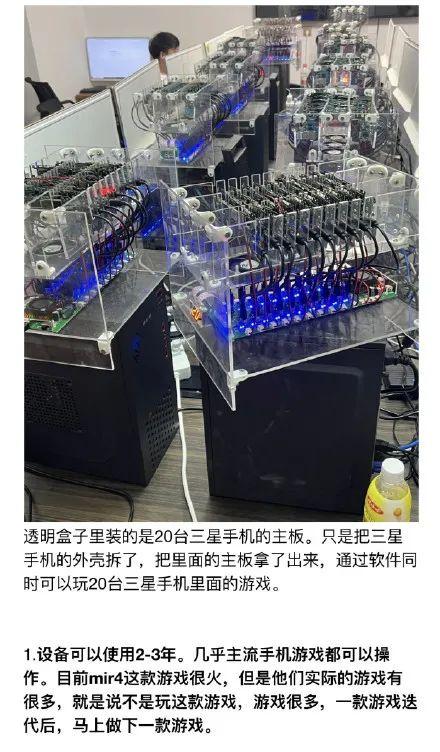 透明盒子里装的是20台三星手机的主板。只是把三星
手机的外壳拆了，把里面的主板拿了出来，通过软件同
时可以玩20台三星手机里面的游戏。
1.设备可以使用2-3年。几乎主流手机游戏都可以操
作。目前mir4这款游戏很火，但是他们实际的游戏有
很多，就是说不是玩这款游戏，游戏很多，一款游戏迭
代后，马上做下一款游戏。